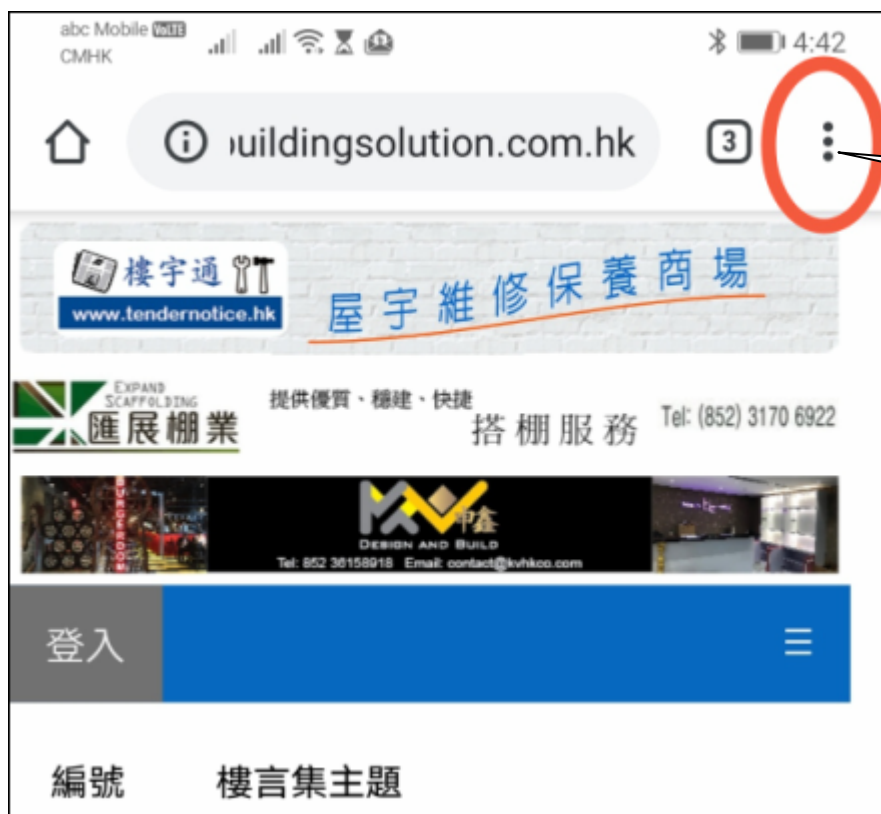 abc Mobile VoLTE
CMHK
4:42
uildingsolution.com.hk
3
樓宇通
www.tendernotice.hk
屋宇維修保養商場
EXPAND
SCAFFOLDING
匯展棚業
提供優質、穩建、快捷
搭棚服務
Tel: (852) 3170 6922
BURGEROOM
KV
DESIGN AND BUILD
Tel: 852 36158918 Email: contact@kvhkco.com
登入
編號 樓言集主題